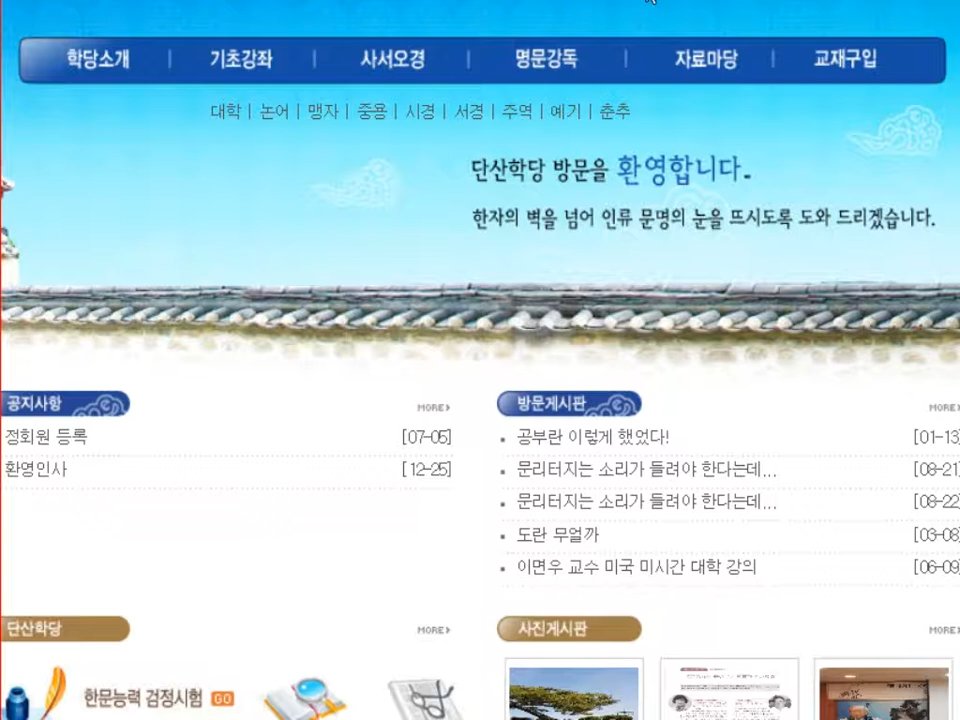 학당소개 | 기초강좌 | 사서오경 | 명문강독 | 자료마당 | 교재구입
대학 | 논어 | 맹자 | 중용 | 시경 | 서경 | 주역 | 예기 | 춘추
단산학당 방문을 환영합니다.
한자의 벽을 넘어 인류 문명의 눈을 뜨시도록 도와 드리겠습니다.
공지사항 MORE
정회원 등록 [07-05]
환영인사 [12-25]
방문게시판 MORE
공부란 이렇게 했었다! [01-13]
문리터지는 소리가 들려야 한다는데... [08-21]
문리터지는 소리가 들려야 한다는데... [08-22]
도란 무얼까 [03-08]
이면우 교수 미국 미시간 대학 강의 [06-09]
단산학당 MORE
한문능력 검정시험 GO
사진게시판 MORE